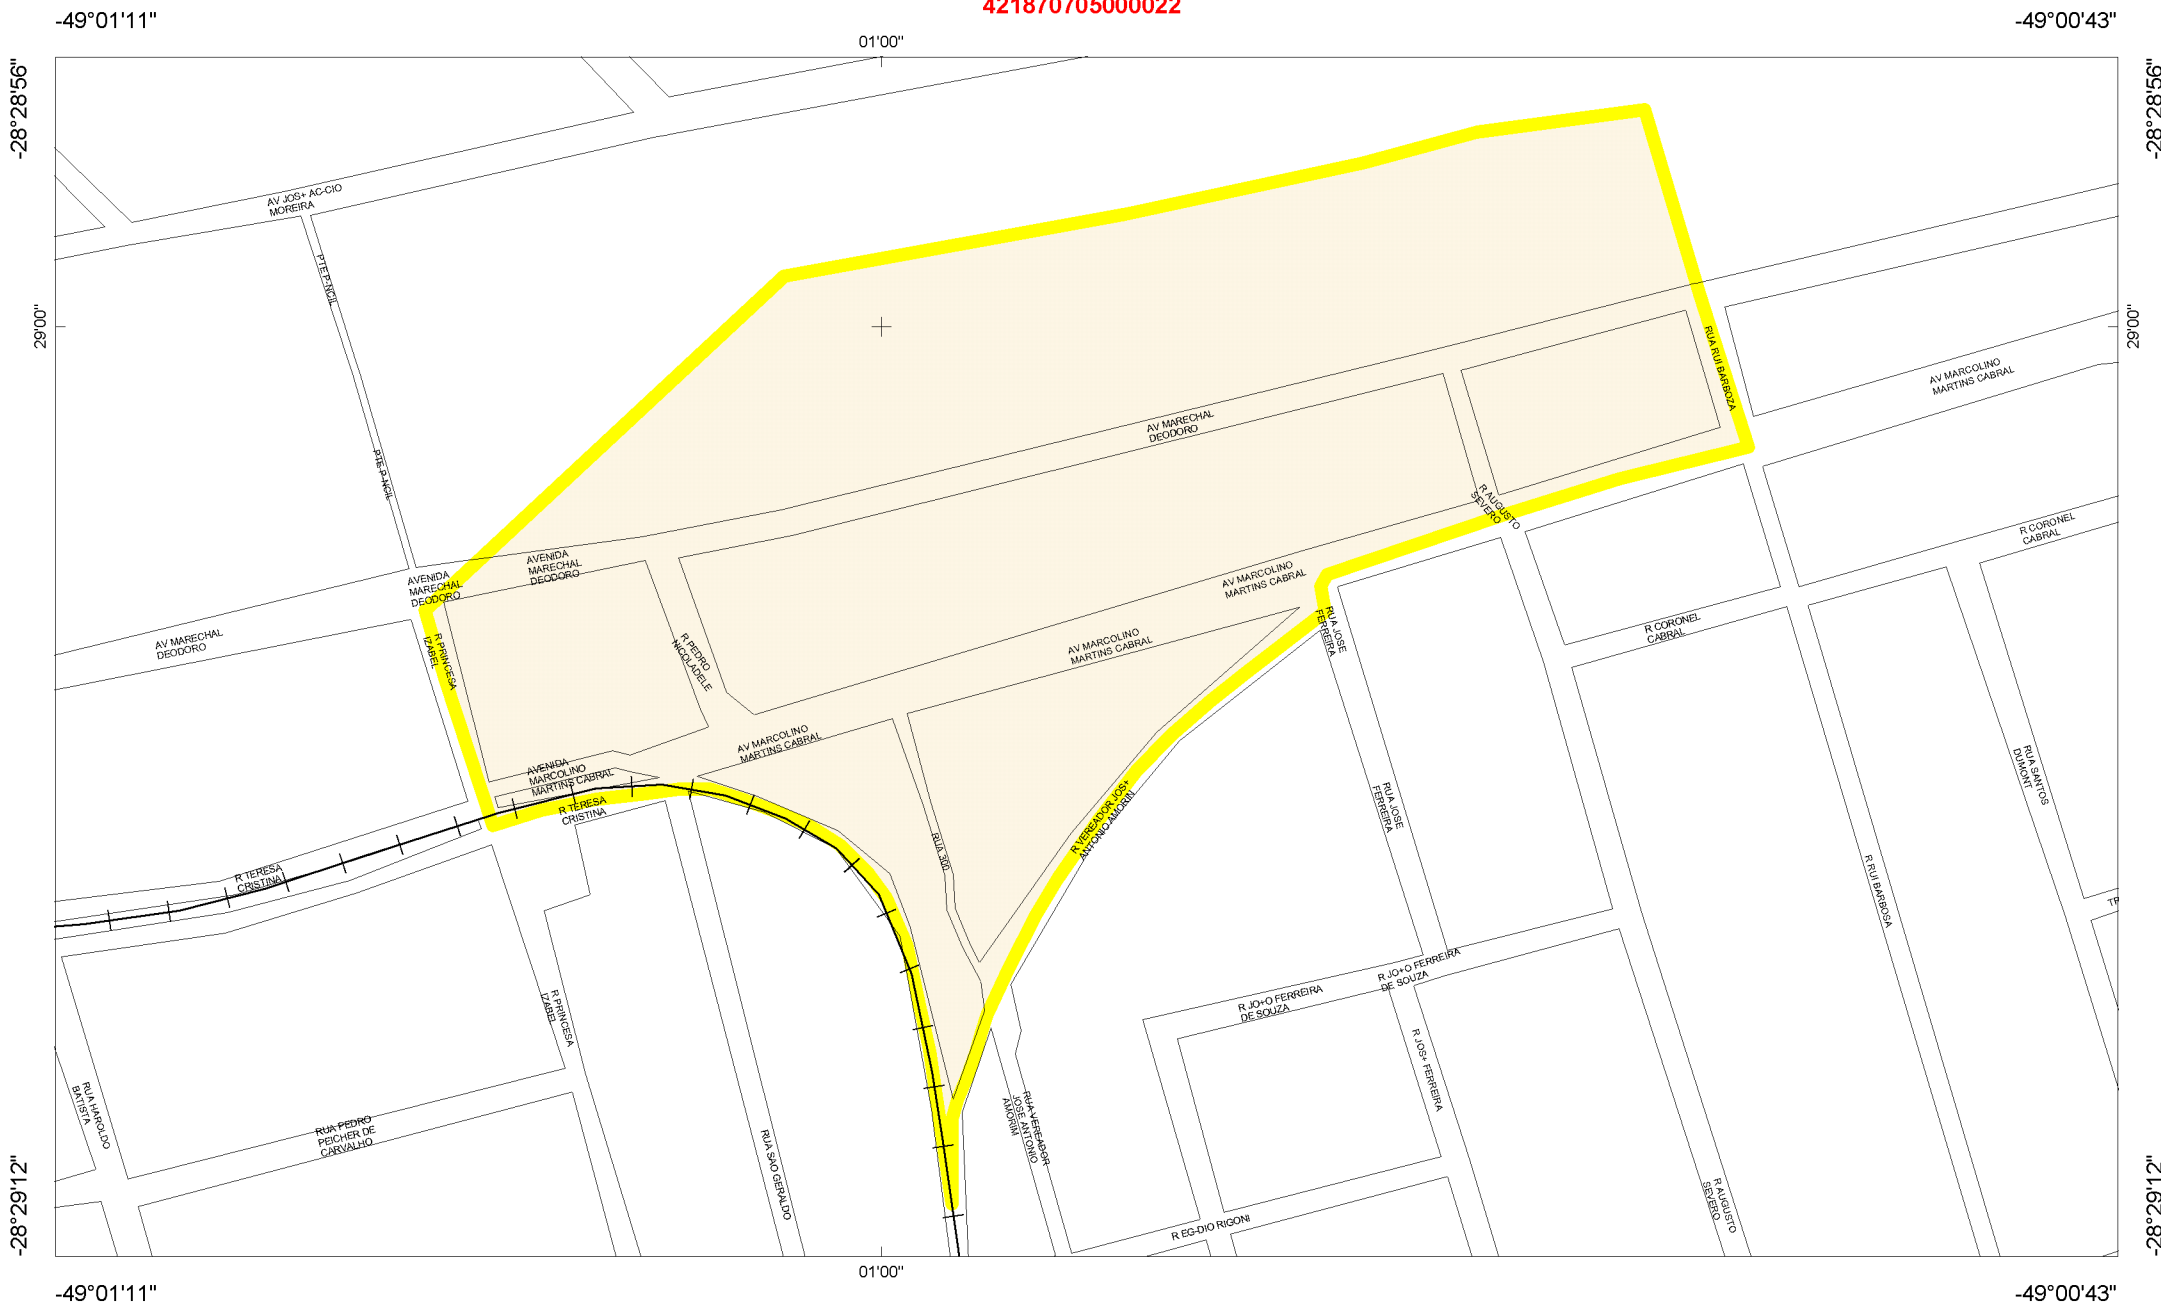 421870705000022
-49°01'11"
-49°00'43"
01'00"
-28°28'56"
-28°28'56"
AV JOS+ AC-CIO
MOREIRA
PTE P-NCIL
29'00"
29'00"
RUA RUI BARBOZA
AV MARCOLINO
MARTINS CABRAL
AV MARECHAL
DEODORO
PTE P-NCIL
R AUGUSTO
SEVERO
R CORONEL
CABRAL
AVENIDA
MARECHAL
DEODORO
AVENIDA
MARECHAL
DEODORO
AV MARCOLINO
MARTINS CABRAL
AV MARECHAL
DEODORO
R PRINCESA
IZABEL
R PEDRO
NICOLADELE
AV MARCOLINO
MARTINS CABRAL
RUA JOSE
FERREIRA
R CORONEL
CABRAL
AV MARCOLINO
MARTINS CABRAL
AVENIDA
MARCOLINO
MARTINS CABRAL
R TERESA
CRISTINA
RUA SANTOS
DUMONT
R VEREADOR JOS+
ANTONIO AMORIN
RUA JOSE
FERREIRA
RUA 300
R TERESA
CRISTINA
R RUI BARBOSA
TR
R JO+O FERREIRA
DE SOUZA
R JO+O FERREIRA
DE SOUZA
R PRINCESA
IZABEL
R JOS+ FERREIRA
RUA HAROLDO
BATISTA
RUA PEDRO
PEICHER DE
CARVALHO
RUA VEREADOR
JOSE ANTONIO
AMORIM
RUA SAO GERALDO
R AUGUSTO
SEVERO
R EG-DIO RIGONI
-28°29'12"
-28°29'12"
01'00"
-49°01'11"
-49°00'43"